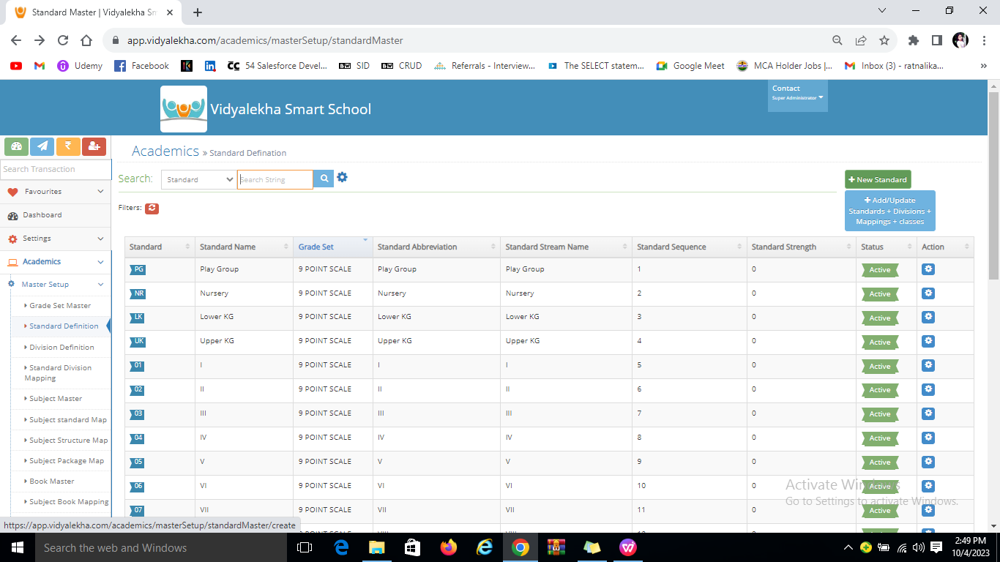 Standard Master | Vidyalekha Sm
app.vidyalekha.com/academics/masterSetup/standardMaster
Udemy Facebook 54 Salesforce Devel... SID CRUD Referrals - Interview... The SELECT statem... Google Meet MCA Holder Jobs |... Inbox (3) - ratnalika... »
Vidyalekha Smart School
Contact
Super Administrator
Search Transaction
Favourites
Dashboard
Settings
Academics
Master Setup
Grade Set Master
Standard Definition
Division Definition
Standard Division
Mapping
Subject Master
Subject standard Map
Subject Structure Map
Subject Package Map
Book Master
Subject Book Mapping
Academics » Standard Defination
Search: Standard Search String
+ New Standard
Filters:
+ Add/Update
Standards + Divisions +
Mappings + classes
Standard Standard Name Grade Set Standard Abbreviation Standard Stream Name Standard Sequence Standard Strength Status Action
PG Play Group 9 POINT SCALE Play Group Play Group 1 0 Active
NR Nursery 9 POINT SCALE Nursery Nursery 2 0 Active
LK Lower KG 9 POINT SCALE Lower KG Lower KG 3 0 Active
UK Upper KG 9 POINT SCALE Upper KG Upper KG 4 0 Active
01 I 9 POINT SCALE I I 5 0 Active
02 II 9 POINT SCALE II II 6 0 Active
03 III 9 POINT SCALE III III 7 0 Active
04 IV 9 POINT SCALE IV IV 8 0 Active
05 V 9 POINT SCALE V V 9 0 Active
06 VI 9 POINT SCALE VI VI 10 0 Active
07 VII 9 POINT SCALE VII VII 11 0 Active
Activate Windows
Go to Settings to activate Windows.
https://app.vidyalekha.com/academics/masterSetup/standardMaster/create
Search the web and Windows
2:49 PM
10/4/2023